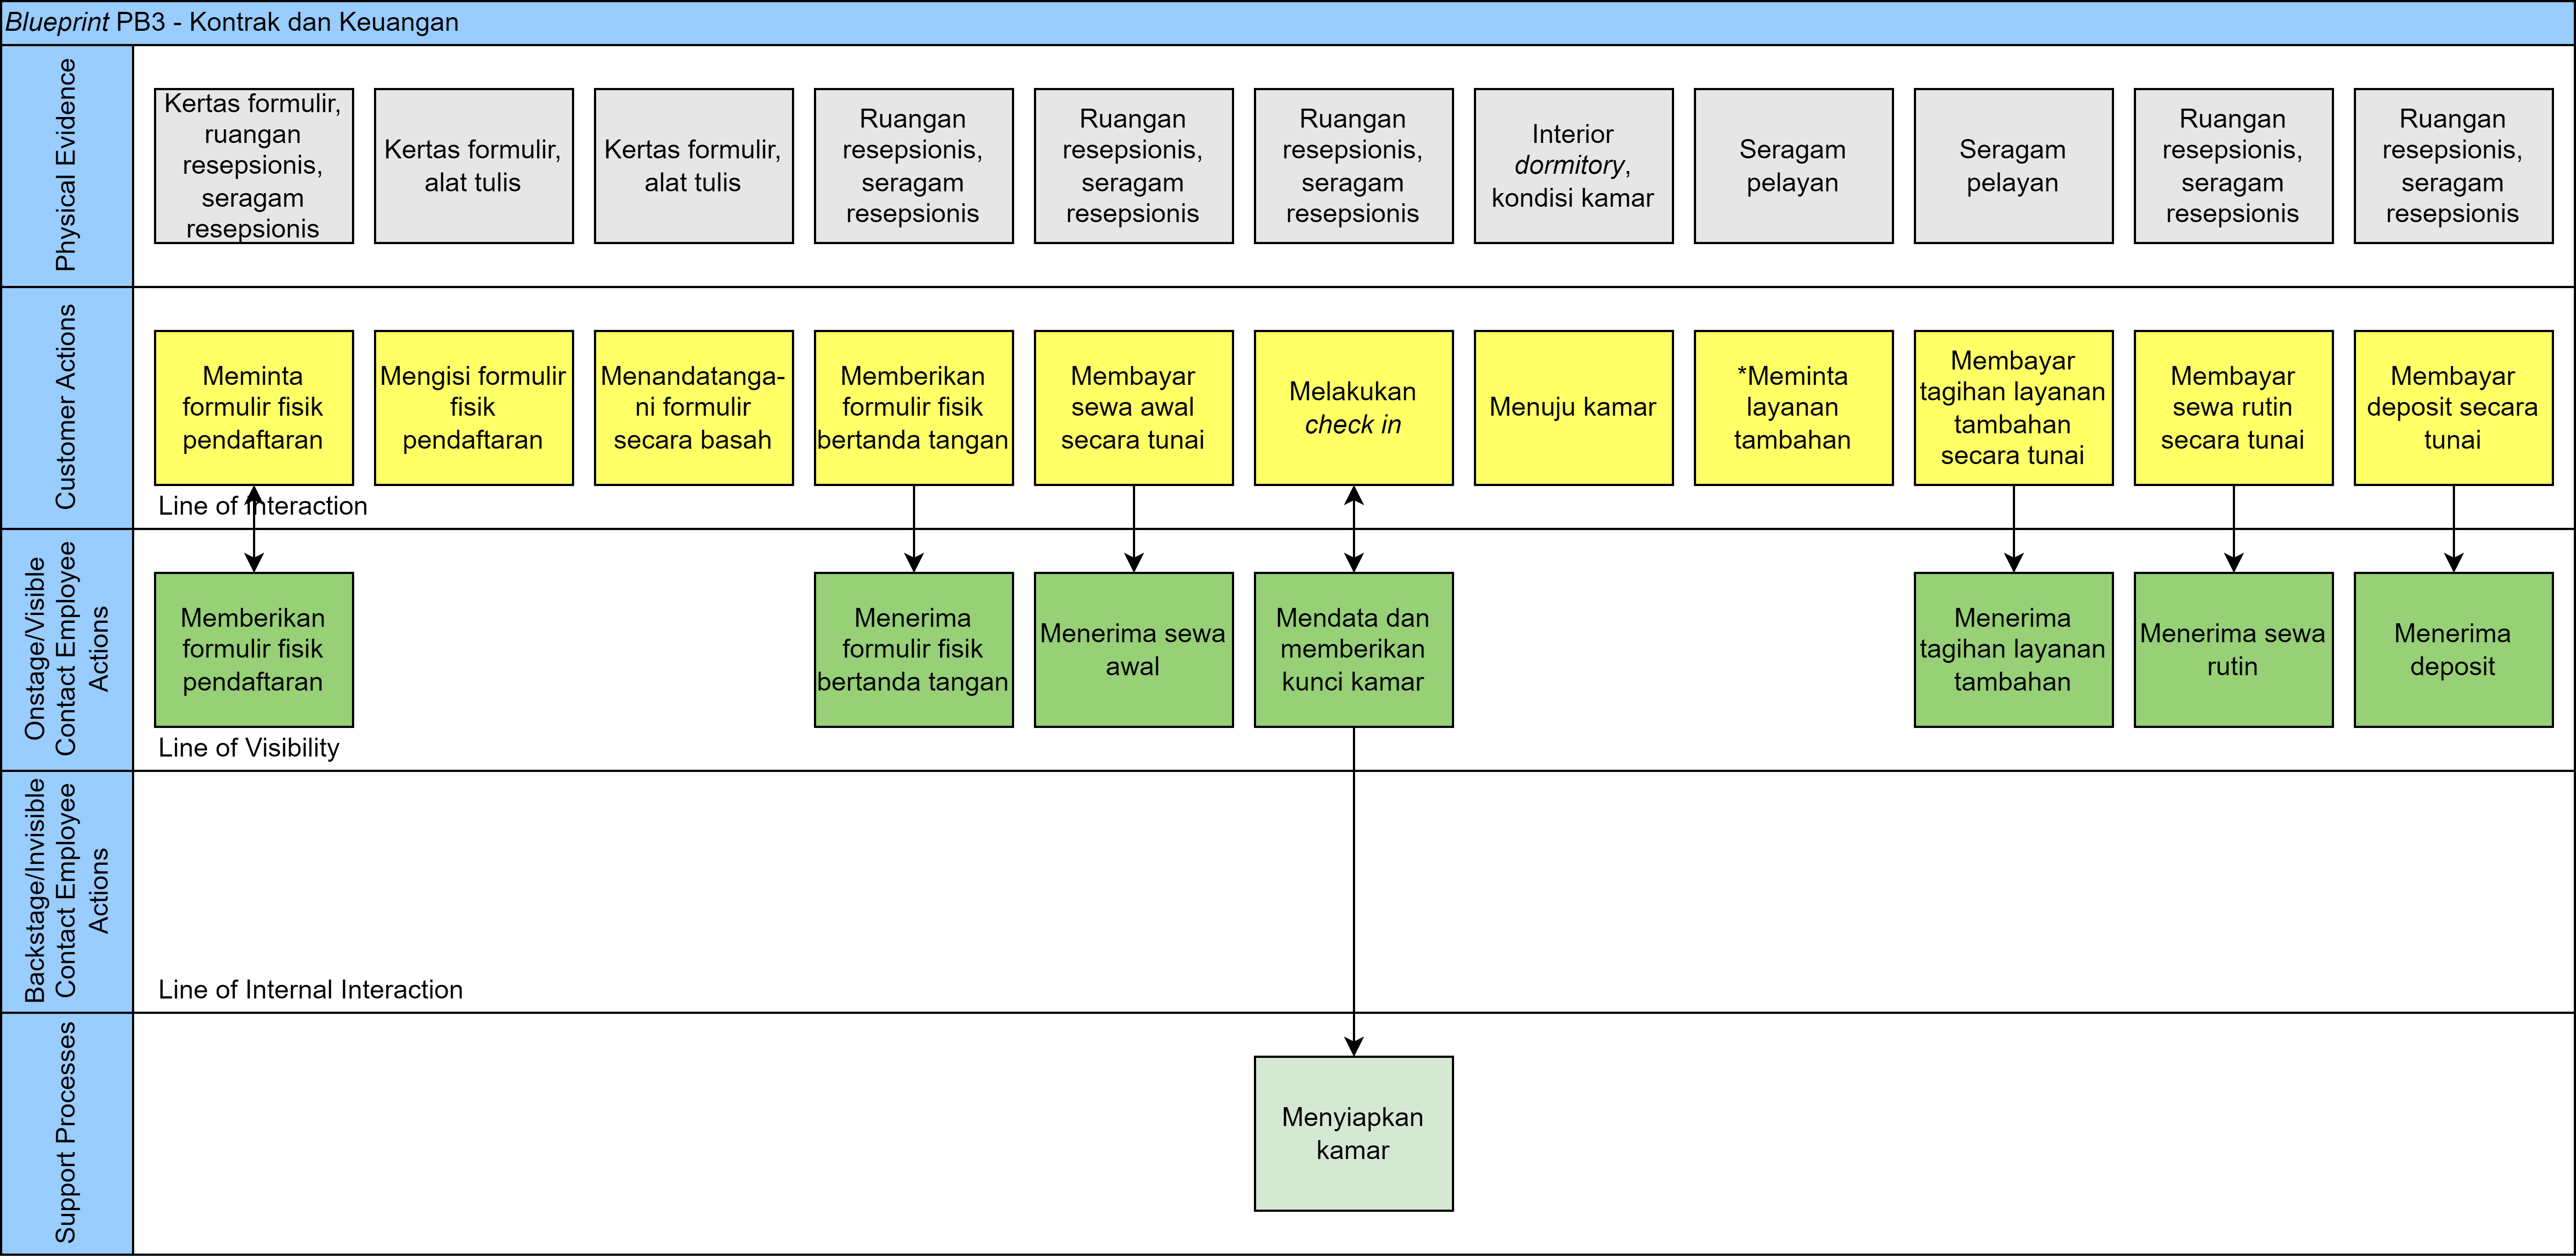 Blueprint PB3 - Kontrak dan Keuangan
Physical Evidence
Kertas formulir,
ruangan
resepsionis,
seragam
resepsionis
Kertas formulir,
alat tulis
Kertas formulir,
alat tulis
Ruangan
resepsionis,
seragam
resepsionis
Ruangan
resepsionis,
seragam
resepsionis
Ruangan
resepsionis,
seragam
resepsionis
Interior
dormitory,
kondisi kamar
Seragam
pelayan
Seragam
pelayan
Ruangan
resepsionis,
seragam
resepsionis
Ruangan
resepsionis,
seragam
resepsionis
Customer Actions
Meminta
formulir fisik
pendaftaran
Mengisi formulir
fisik
pendaftaran
Menandatanga-
ni formulir
secara basah
Memberikan
formulir fisik
bertanda tangan
Membayar
sewa awal
secara tunai
Melakukan
check in
Menuju kamar
*Meminta
layanan
tambahan
Membayar
tagihan layanan
tambahan
secara tunai
Membayar
sewa rutin
secara tunai
Membayar
deposit secara
tunai
Line of Interaction
Onstage/Visible
Contact Employee
Actions
Memberikan
formulir fisik
pendaftaran
Menerima
formulir fisik
bertanda tangan
Menerima sewa
awal
Mendata dan
memberikan
kunci kamar
Menerima
tagihan layanan
tambahan
Menerima sewa
rutin
Menerima
deposit
Line of Visibility
Backstage/Invisible
Contact Employee
Actions
Line of Internal Interaction
Support Processes
Menyiapkan
kamar